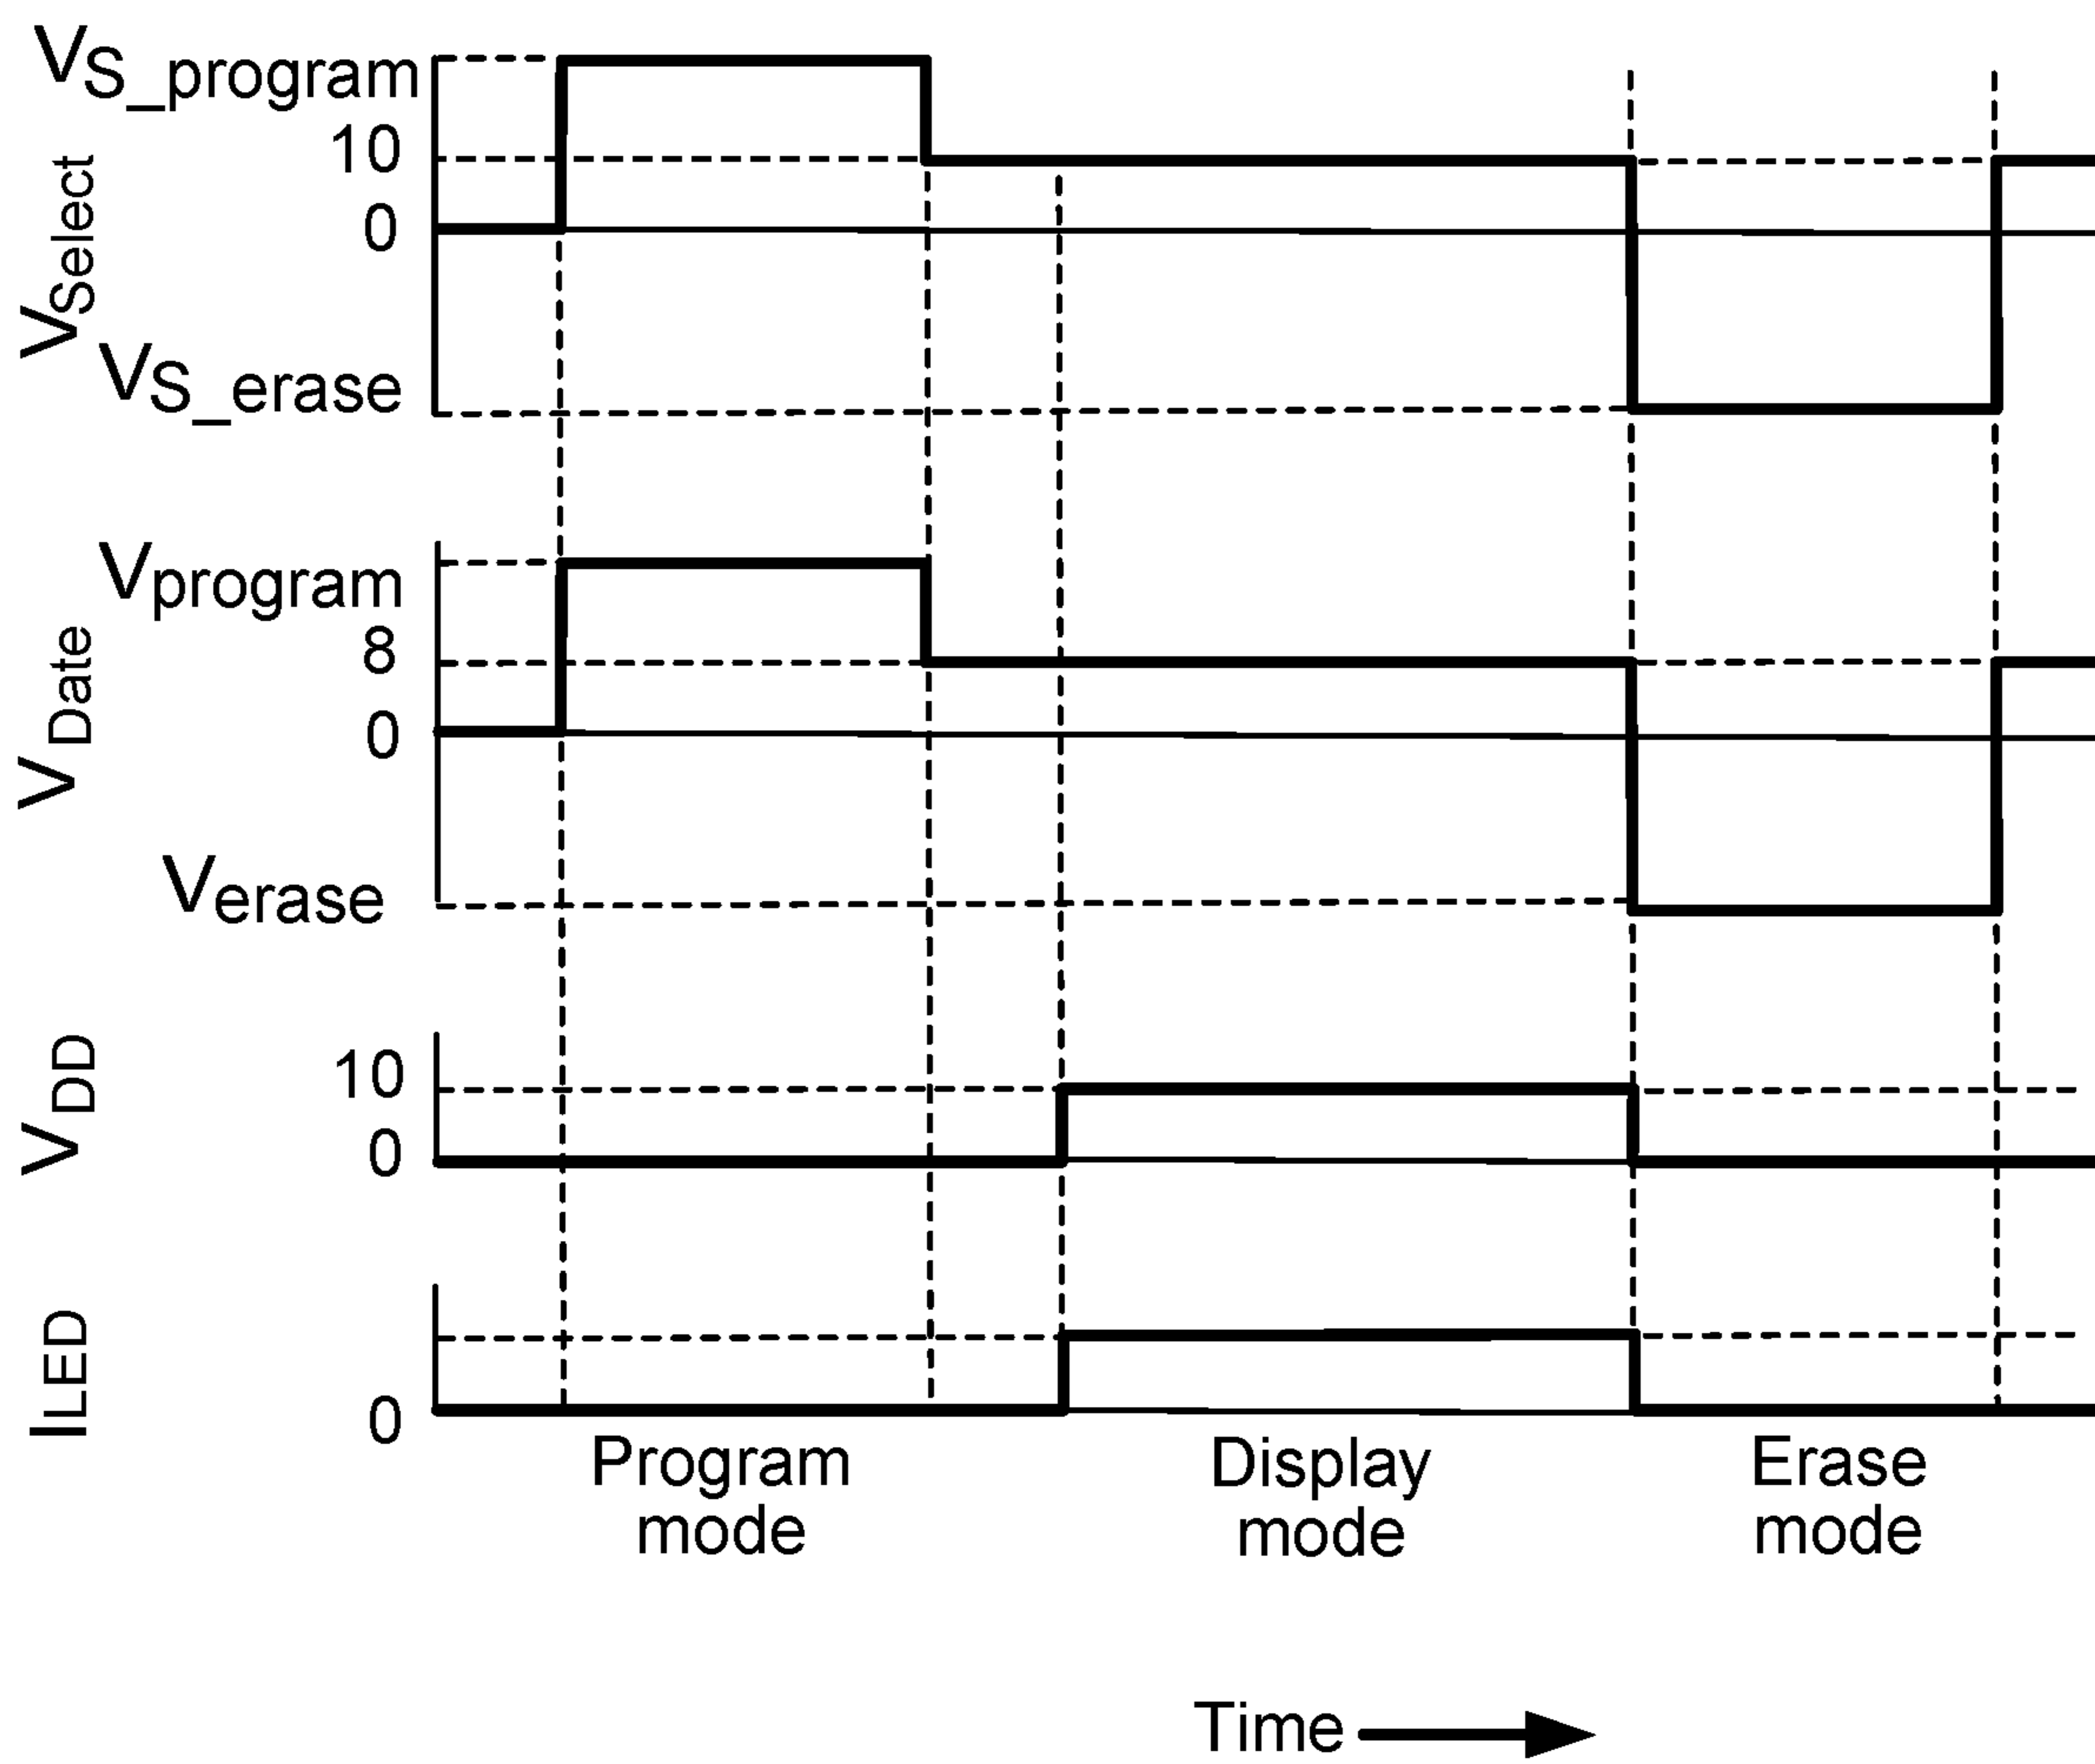 VS_program
10
0
VSelect
VS_erase
Vprogram
8
0
VDate
Verase
10
0
VDD
0
ILED
Program
mode
Display
mode
Erase
mode
Time